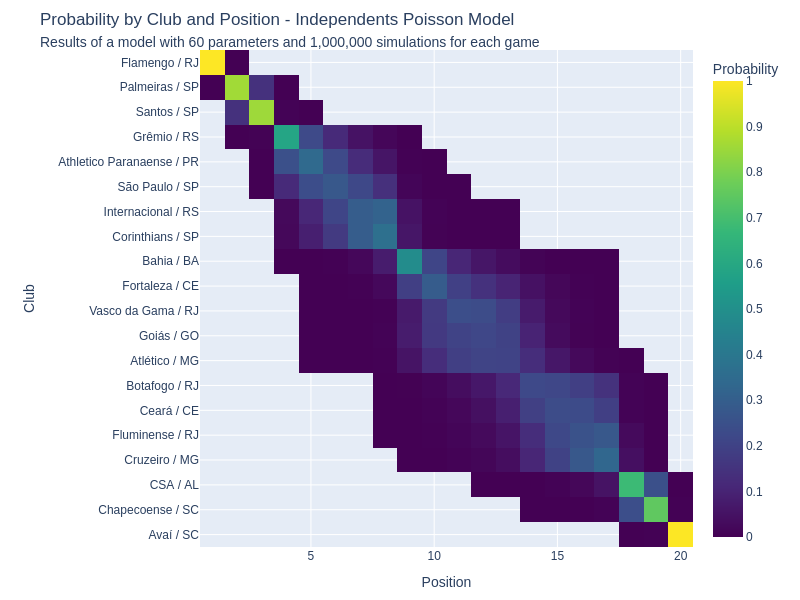 Probability by Club and Position - Independents Poisson Model
Results of a model with 60 parameters and 1,000,000 simulations for each game
Flamengo / RJ
Palmeiras / SP
Santos / SP
Grêmio / RS
Athletico Paranaense / PR
São Paulo / SP
Internacional / RS
Corinthians / SP
Bahia / BA
Fortaleza / CE
Vasco da Gama / RJ
Goiás / GO
Atlético / MG
Botafogo / RJ
Ceará / CE
Fluminense / RJ
Cruzeiro / MG
CSA / AL
Chapecoense / SC
Avaí / SC
Club
5
10
15
20
Position
Probability
1
0.9
0.8
0.7
0.6
0.5
0.4
0.3
0.2
0.1
0